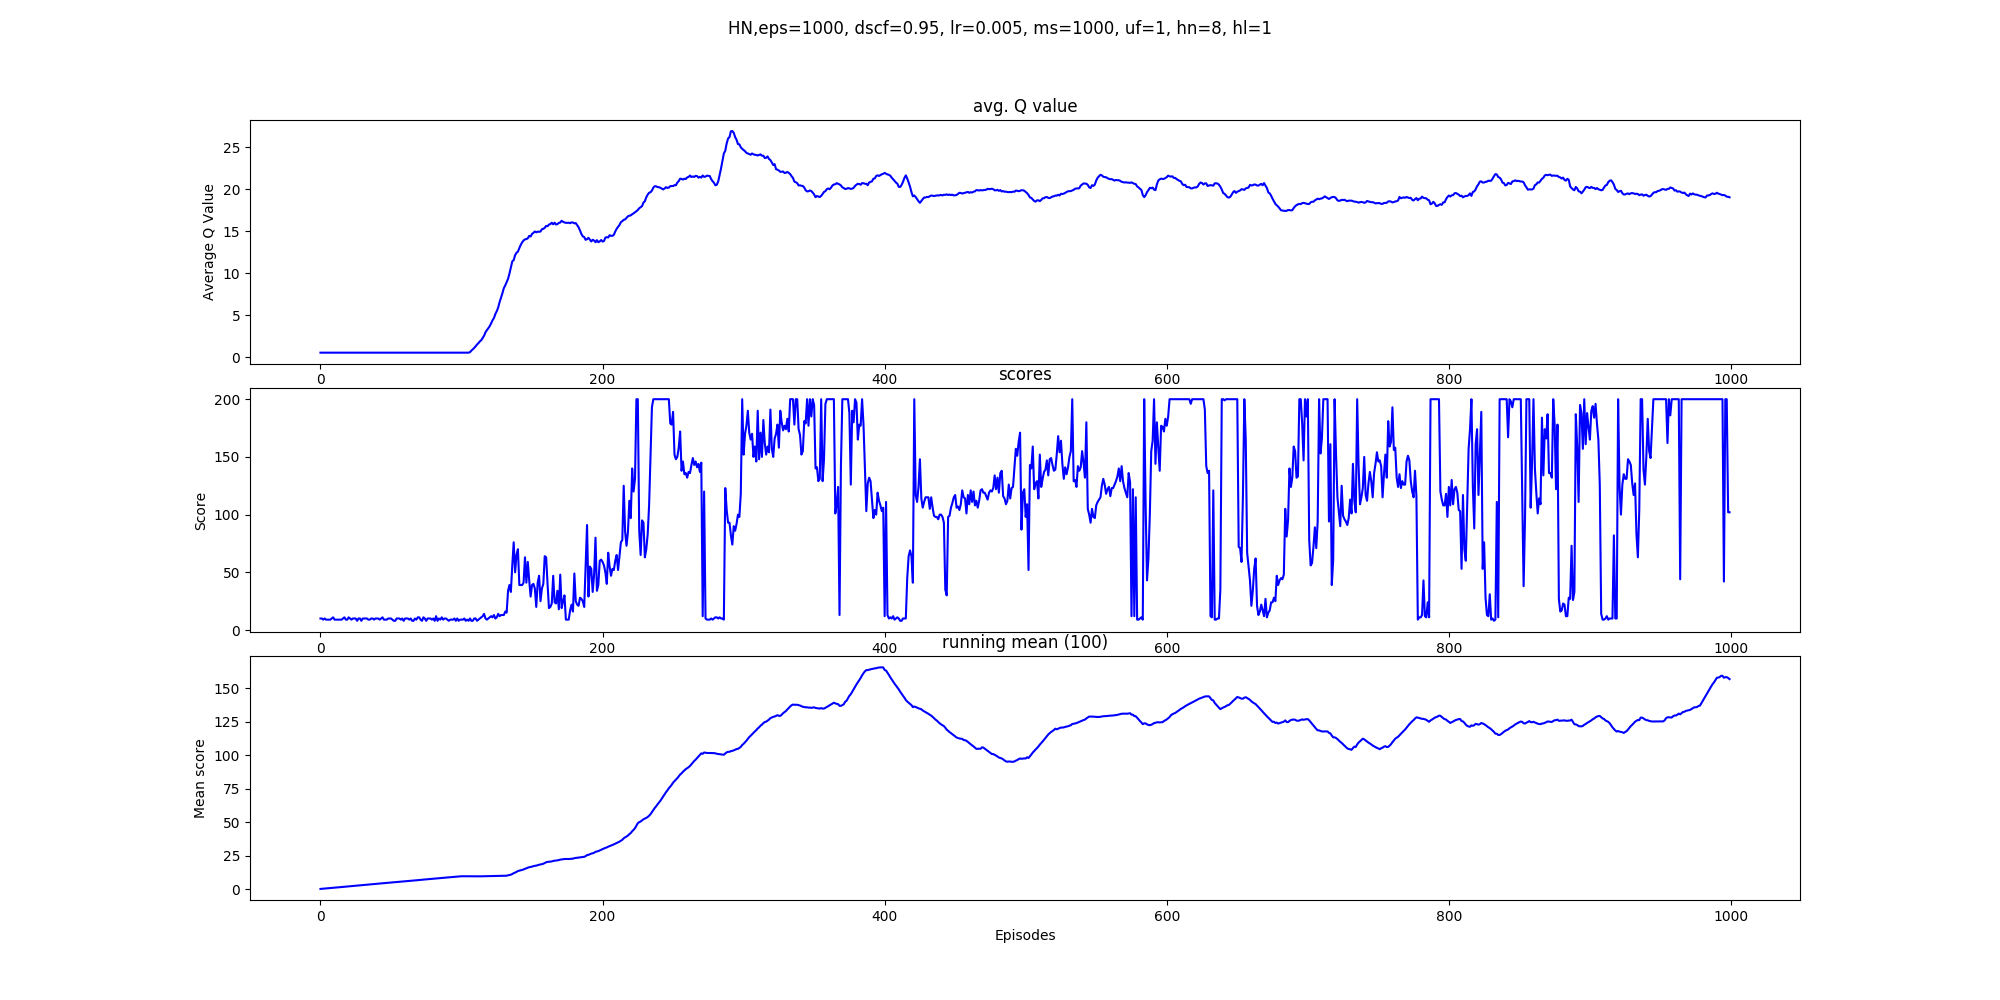 HN,eps=1000, dscf=0.95, lr=0.005, ms=1000, uf=1, hn=8, hl=1
avg. Q value
Average Q Value
25
20
15
10
5
0
0 200 400 600 800 1000
scores
Score
200
150
100
50
0
0 200 400 600 800 1000
running mean (100)
Mean score
150
125
100
75
50
25
0
0 200 400 600 800 1000
Episodes